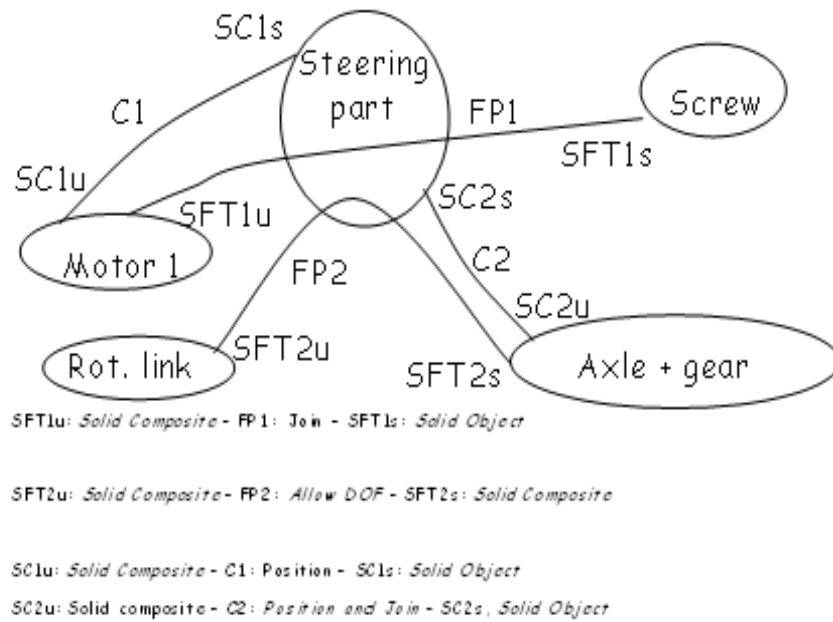 SC1s
Steering
part
C1
FP1
Screw
SC1u
SFT1s
SFT1u
SC2s
Motor 1
FP2
C2
SC2u
Rot. link
SFT2u
SFT2s
Axle + gear
SFT1u: Solid Composite - FP1: Join - SFT1s: Solid Object
SFT2u: Solid Composite - FP2: Allow DOF - SFT2s: Solid Composite
SC1u: Solid Composite - C1: Position - SC1s: Solid Object
SC2u: Solid composite - C2: Position and Join - SC2s, Solid Object